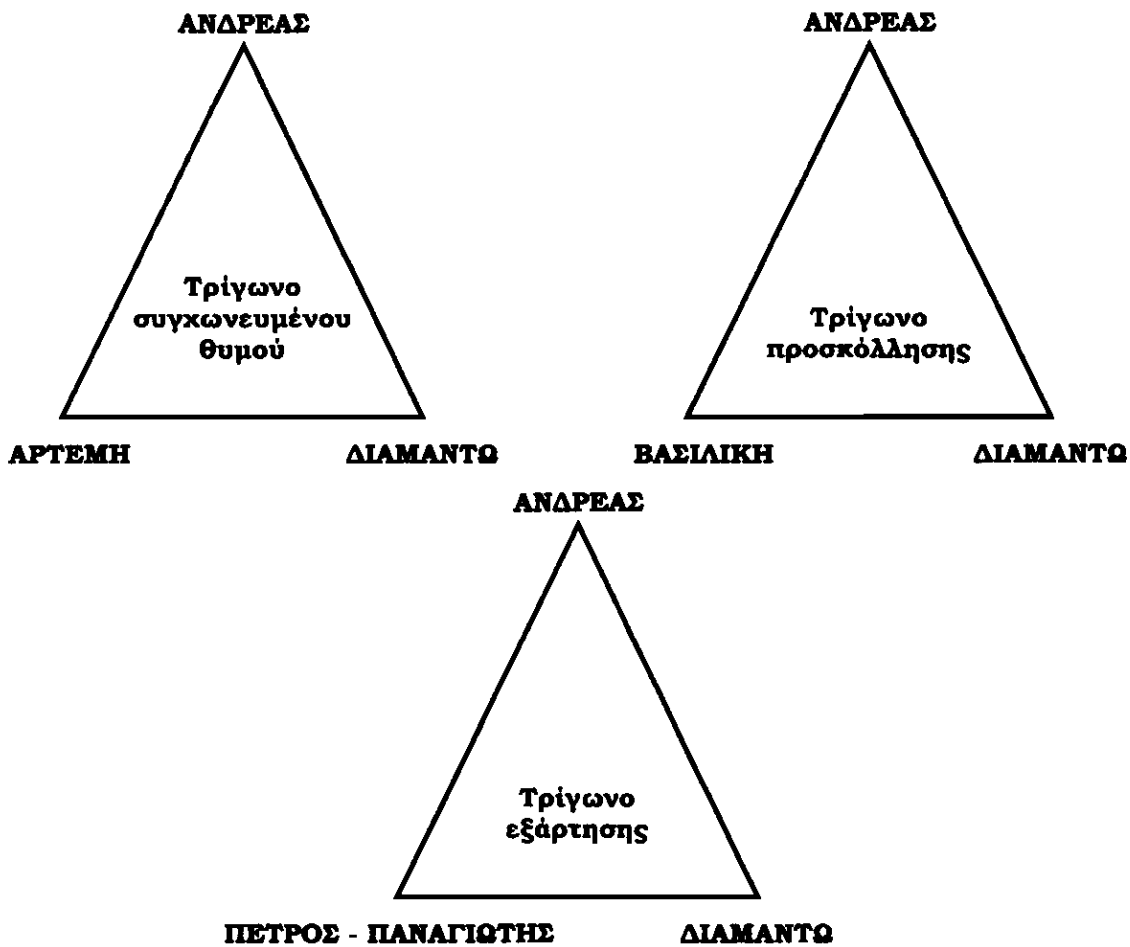 ΑΝΔΡΕΑΣ
Τρίγωνο
συγχωνευμένου
θυμού
ΑΡΤΕΜΗ ΔΙΑΜΑΝΤΩ
ΑΝΔΡΕΑΣ
Τρίγωνο
προσκόλλησης
ΒΑΣΙΛΙΚΗ ΔΙΑΜΑΝΤΩ
ΑΝΔΡΕΑΣ
Τρίγωνο
εξάρτησης
ΠΕΤΡΟΣ - ΠΑΝΑΓΙΩΤΗΣ ΔΙΑΜΑΝΤΩ